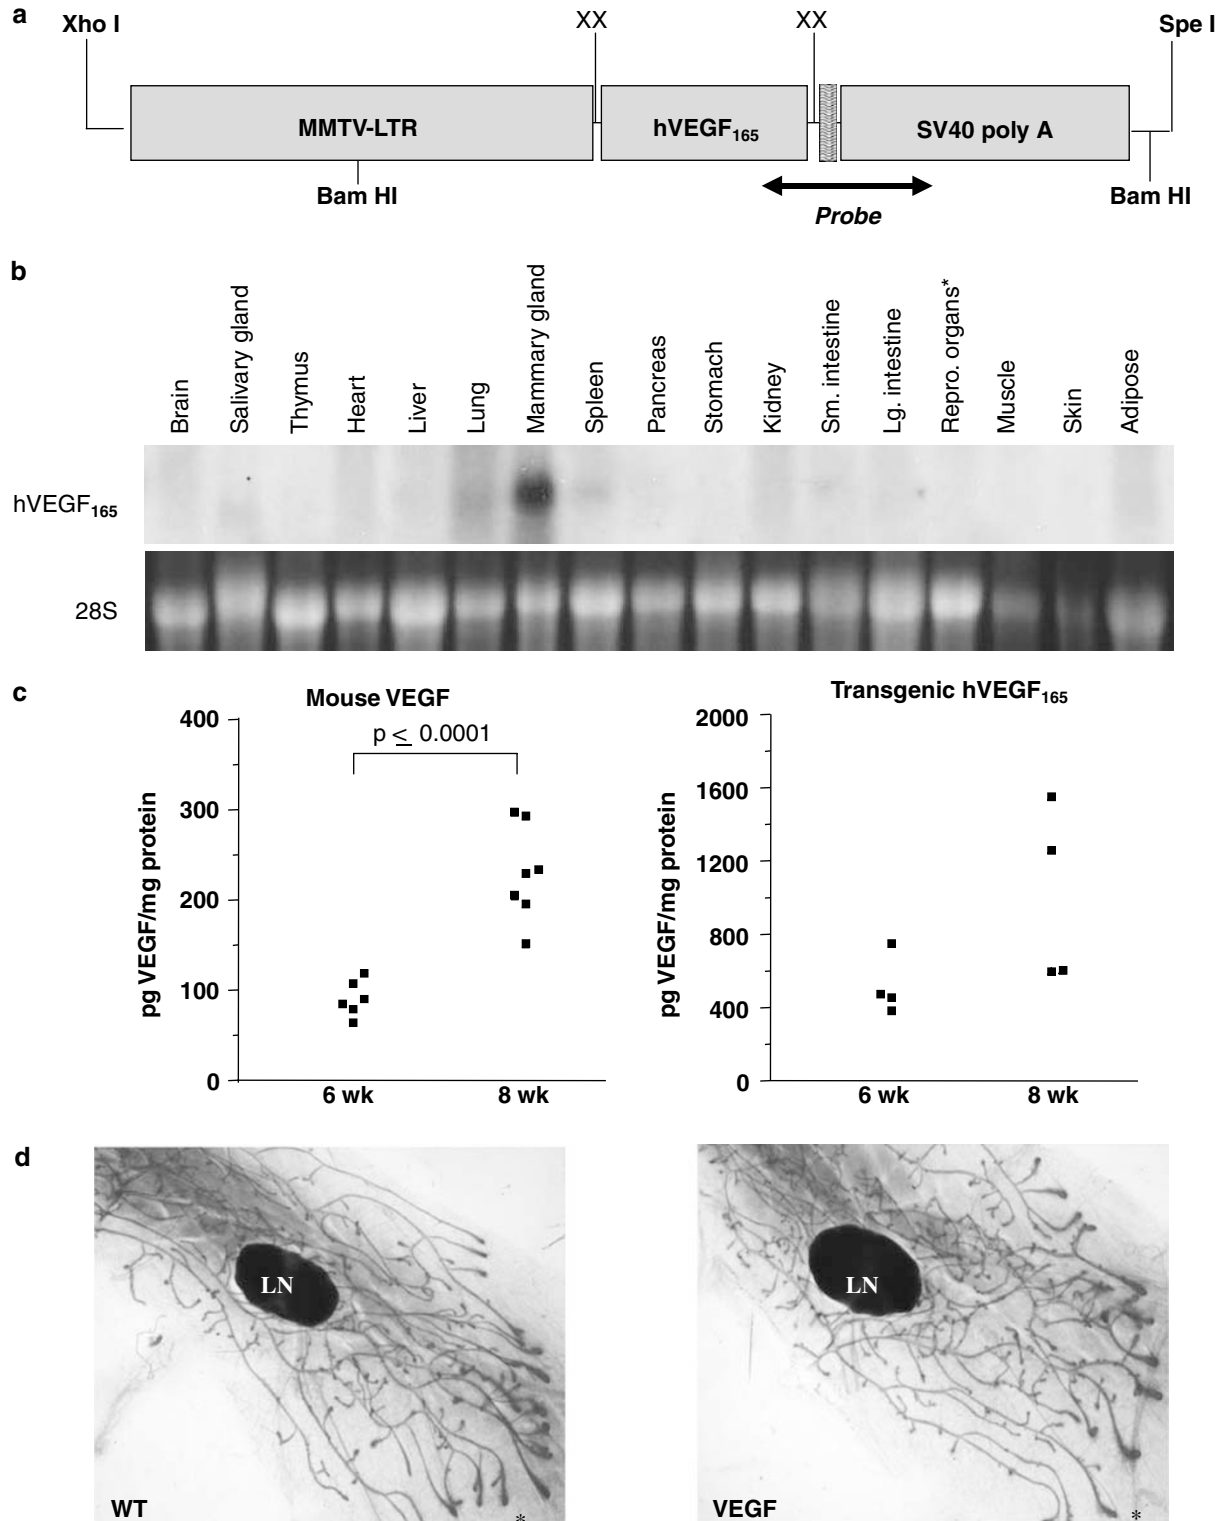 a
Xho I
XX
XX
Spe I
MMTV-LTR
hVEGF165
SV40 poly A
Bam HI
Probe
Bam HI
b
Brain
Salivary gland
Thymus
Heart
Liver
Lung
Mammary gland
Spleen
Pancreas
Stomach
Kidney
Sm. intestine
Lg. intestine
Repro. organs*
Muscle
Skin
Adipose
hVEGF165
28S
c
Mouse VEGF
p ≤ 0.0001
pg VEGF/mg protein
400
300
200
100
0
6 wk
8 wk
Transgenic hVEGF165
pg VEGF/mg protein
2000
1600
1200
800
400
0
6 wk
8 wk
d
LN
WT
*
LN
VEGF
*